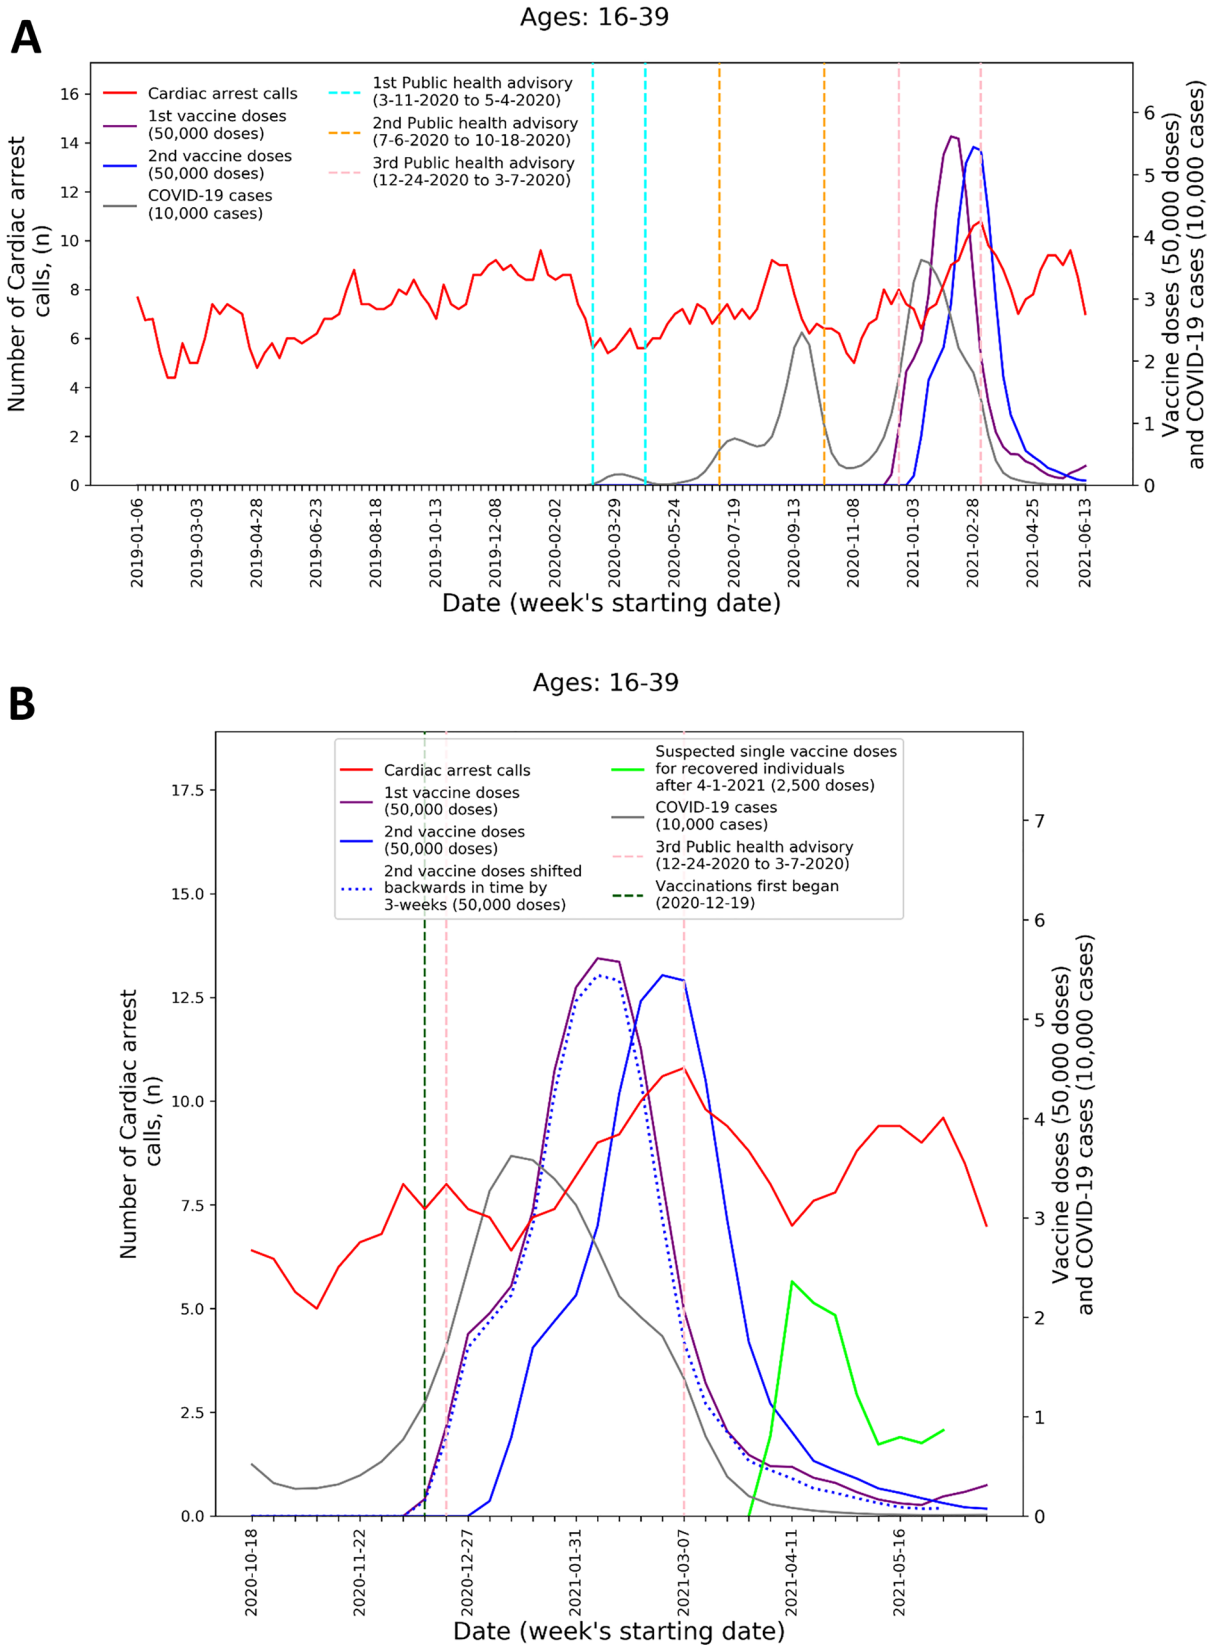 A
Ages: 16-39
Number of Cardiac arrest
calls, (n)
16
14
12
10
8
6
4
2
0
Cardiac arrest calls
1st vaccine doses
(50,000 doses)
2nd vaccine doses
(50,000 doses)
COVID-19 cases
(10,000 cases)
1st Public health advisory
(3-11-2020 to 5-4-2020)
2nd Public health advisory
(7-6-2020 to 10-18-2020)
3rd Public health advisory
(12-24-2020 to 3-7-2020)
6
5
4
3
2
1
0
Vaccine doses (50,000 doses)
and COVID-19 cases (10,000 cases)
2019-01-06
2019-03-03
2019-04-28
2019-06-23
2019-08-18
2019-10-13
2019-12-08
2020-02-02
2020-03-29
2020-05-24
2020-07-19
2020-09-13
2020-11-08
2021-01-03
2021-02-28
2021-04-25
2021-06-13
Date (week's starting date)
B
Ages: 16-39
Number of Cardiac arrest
calls, (n)
17.5
15.0
12.5
10.0
7.5
5.0
2.5
0.0
Cardiac arrest calls
1st vaccine doses
(50,000 doses)
2nd vaccine doses
(50,000 doses)
2nd vaccine doses shifted
backwards in time by
3-weeks (50,000 doses)
Suspected single vaccine doses
for recovered individuals
after 4-1-2021 (2,500 doses)
COVID-19 cases
(10,000 cases)
3rd Public health advisory
(12-24-2020 to 3-7-2020)
Vaccinations first began
(2020-12-19)
7
6
5
4
3
2
1
0
Vaccine doses (50,000 doses)
and COVID-19 cases (10,000 cases)
2020-10-18
2020-11-22
2020-12-27
2021-01-31
2021-03-07
2021-04-11
2021-05-16
Date (week's starting date)